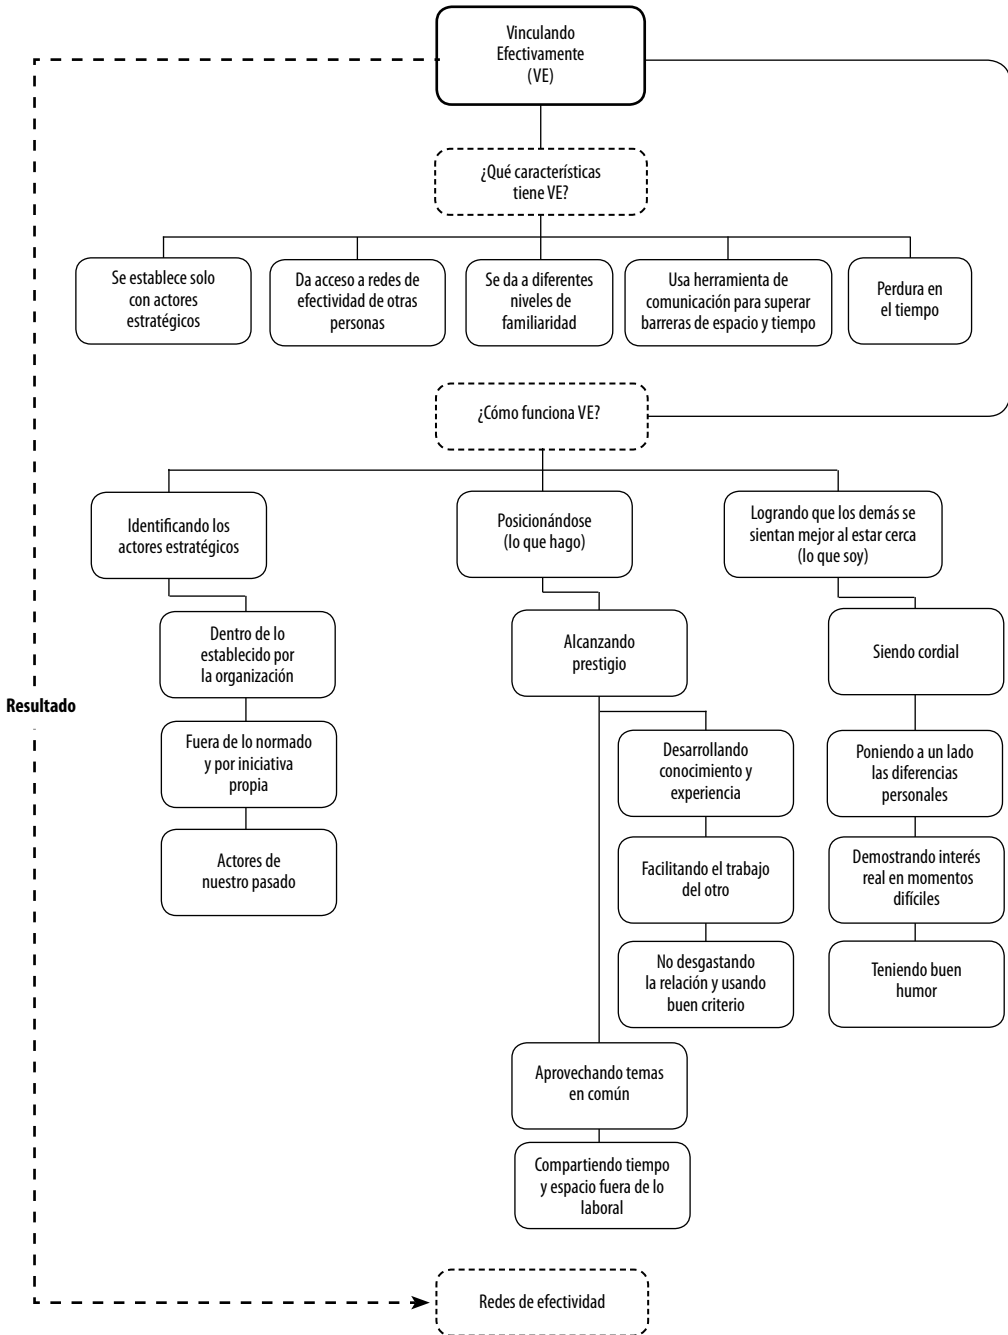 Vinculando
Efectivamente
(VE)
¿Qué características
tiene VE?
Se establece solo
con actores
estratégicos
Da acceso a redes de
efectividad de otras
personas
Se da a diferentes
niveles de
familiaridad
Usa herramienta de
comunicación para superar
barreras de espacio y tiempo
Perdura en
el tiempo
¿Cómo funciona VE?
Identificando los
actores estratégicos
Dentro de lo
establecido por
la organización
Fuera de lo normado
y por iniciativa
propia
Actores de
nuestro pasado
Posicionándose
(lo que hago)
Alcanzando
prestigio
Desarrollando
conocimiento y
experiencia
Facilitando el trabajo
del otro
No desgastando
la relación y usando
buen criterio
Aprovechando temas
en común
Compartiendo tiempo
y espacio fuera de lo
laboral
Logrando que los demás se
sientan mejor al estar cerca
(lo que soy)
Siendo cordial
Poniendo a un lado
las diferencias
personales
Demostrando interés
real en momentos
difíciles
Teniendo buen
humor
Resultado
Redes de efectividad